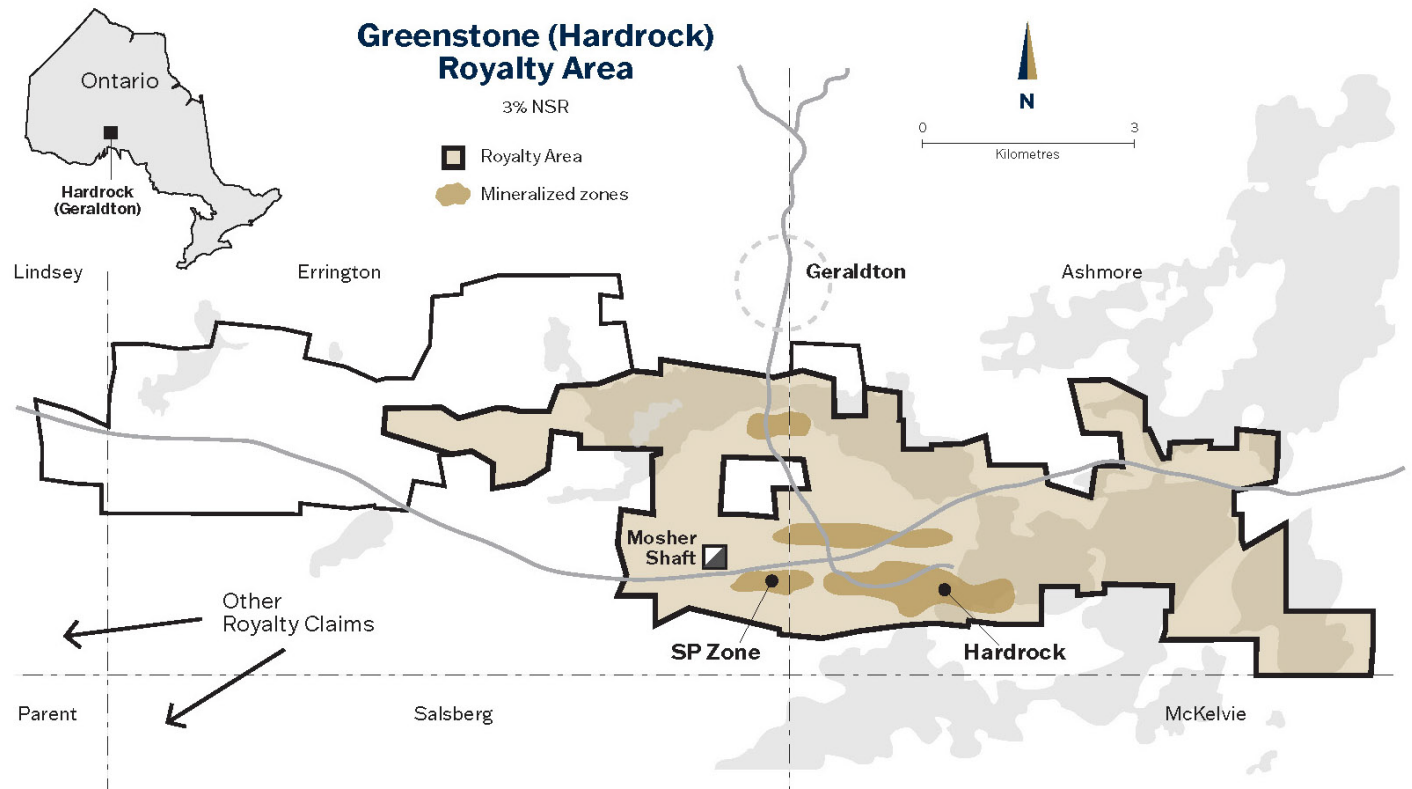 Greenstone (Hardrock)
Royalty Area
3% NSR
Royalty Area
Mineralized zones
Ontario
Hardrock
(Geraldton)
N
0
3
Kilometres
Lindsey
Errington
Geraldton
Ashmore
Mosher
Shaft
Other
Royalty Claims
SP Zone
Hardrock
Parent
Salsberg
McKelvie